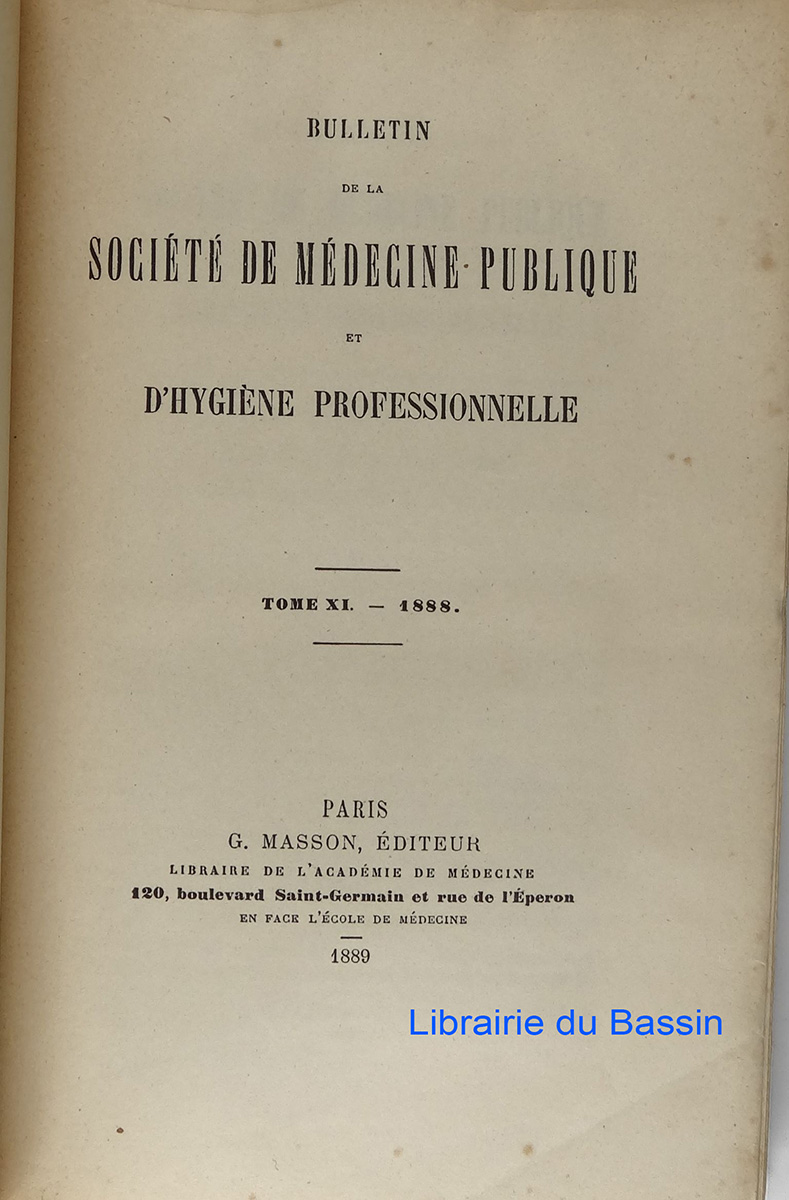 BULLETIN
DE LA
SOCIÉTÉ DE MÉDECINE PUBLIQUE
ET
D'HYGIÈNE PROFESSIONNELLE
TOME XI. — 1888.
PARIS
G. MASSON, ÉDITEUR
LIBRAIRE DE L'ACADÉMIE DE MÉDECINE
120, boulevard Saint-Germain et rue de l'Éperon
EN FACE L'ÉCOLE DE MÉDECINE
1889
Librairie du Bassin